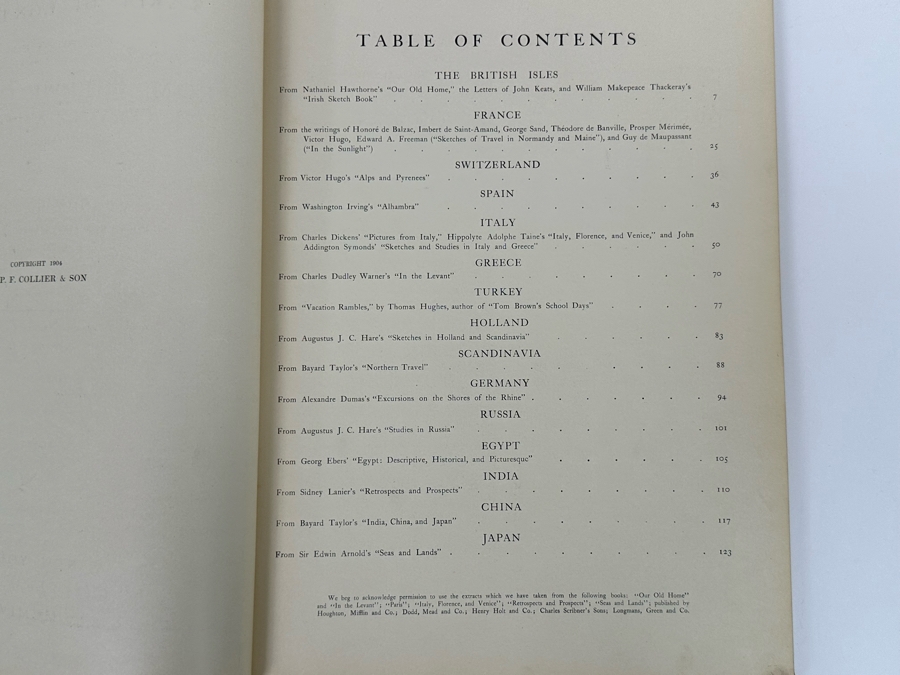 COPYRIGHT 1904
P. F. COLLIER & SON
TABLE OF CONTENTS
THE BRITISH ISLES
From Nathaniel Hawthorne's "Our Old Home," the Letters of John Keats, and William Makepeace Thackeray's
"Irish Sketch Book" . . . . . . . . . . . . 7
FRANCE
From the writings of Honoré de Balzac, Imbert de Saint-Amand, George Sand, Théodore de Banville, Prosper Mérimée,
Victor Hugo, Edward A. Freeman ("Sketches of Travel in Normandy and Maine"), and Guy de Maupassant
("In the Sunlight") . . . . . . . . . . . . 25
SWITZERLAND
From Victor Hugo's "Alps and Pyrenees" . . . . . . . . . 36
SPAIN
From Washington Irving's "Alhambra" . . . . . . . . . 43
ITALY
From Charles Dickens' "Pictures from Italy," Hippolyte Adolphe Taine's "Italy, Florence, and Venice," and John
Addington Symonds' "Sketches and Studies in Italy and Greece" . . . . . . 50
GREECE
From Charles Dudley Warner's "In the Levant" . . . . . . . . 70
TURKEY
From "Vacation Rambles," by Thomas Hughes, author of "Tom Brown's School Days" . . . . 77
HOLLAND
From Augustus J. C. Hare's "Sketches in Holland and Scandinavia" . . . . . . 83
SCANDINAVIA
From Bayard Taylor's "Northern Travel" . . . . . . . . 88
GERMANY
From Alexandre Dumas's "Excursions on the Shores of the Rhine" . . . . . . . 94
RUSSIA
From Augustus J. C. Hare's "Studies in Russia" . . . . . . . . . 101
EGYPT
From Georg Ebers' "Egypt: Descriptive, Historical, and Picturesque" . . . . . . 105
INDIA
From Sidney Lanier's "Retrospects and Prospects" . . . . . . . . . 110
CHINA
From Bayard Taylor's "India, China, and Japan" . . . . . . . . . 117
JAPAN
From Sir Edwin Arnold's "Seas and Lands" . . . . . . . . . . 123
We beg to acknowledge permission to use the extracts which we have taken from the following books: "Our Old Home"
and "In the Levant"; "Paris"; "Italy, Florence, and Venice"; "Retrospects and Prospects"; "Seas and Lands"; published by
Houghton, Mifflin and Co.; Dodd, Mead and Co.; Henry Holt and Co.; Charles Scribner's Sons; Longmans, Green and Co.